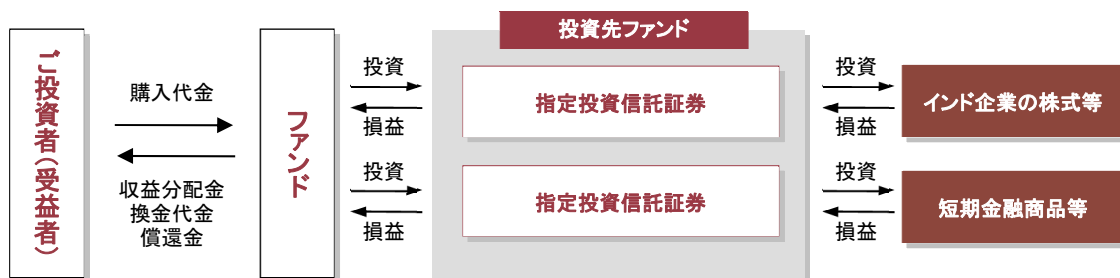 ご投資者(受益者)
購入代金
収益分配金
換金代金
償還金
ファンド
投資
損益
投資
損益
投資先ファンド
指定投資信託証券
指定投資信託証券
投資
損益
投資
損益
インド企業の株式等
短期金融商品等